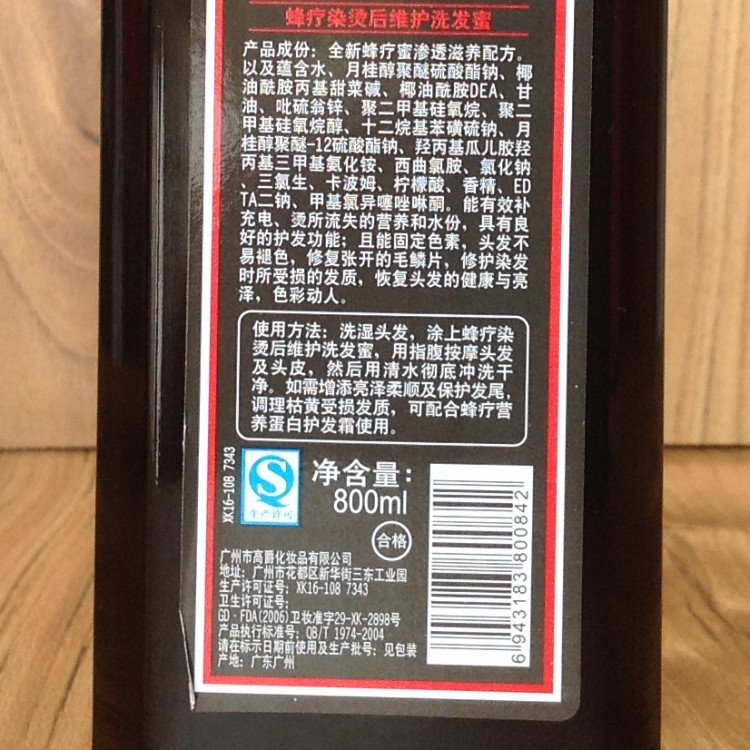 蜂疗染烫后维护洗发蜜
产品成份：全新蜂疗蜜渗透滋养配方。
以及蕴含水、月桂醇聚醚硫酸酯钠、椰
油酰胺丙基甜菜碱、椰油酰胺DEA、甘
油、吡硫翁锌、聚二甲基硅氧烷、聚二
甲基硅氧烷醇、十二烷基苯磺硫钠、月
桂醇聚醚-12硫酸酯钠、羟丙基瓜儿胶羟
丙基三甲基氨化铵、西曲氯胺、氯化钠
、三氯生、卡波姆、柠檬酸、香精、ED
TA二钠、甲基氯异噻唑啉酮。能有效补
充电、烫所流失的营养和水份，具有良
好的护发功能；且能固定色素，头发不
易褪色，修复张开的毛鳞片，修护染发
时所受损的发质，恢复头发的健康与亮
泽，色彩动人。
使用方法：洗湿头发，涂上蜂疗染
烫后维护洗发蜜，用指腹按摩头发
及头皮，然后用清水彻底冲洗干
净。如需增添亮泽柔顺及保护发尾，
调理枯黄受损发质，可配合蜂疗营
养蛋白护发霜使用。
XK16-108 7343
生产许可
净含量：
800ml
合格
广州市高爵化妆品有限公司
地址：广州市花都区新华街三东工业园
生产许可证号：XK16-108 7343
卫生许可证号：
GD·FDA(2006)卫妆准字29-XK-2898号
产品执行标准号：QB/T 1974-2004
请在标示日期前使用及生产批号：见包装
产地：广东广州
6 943183 800842